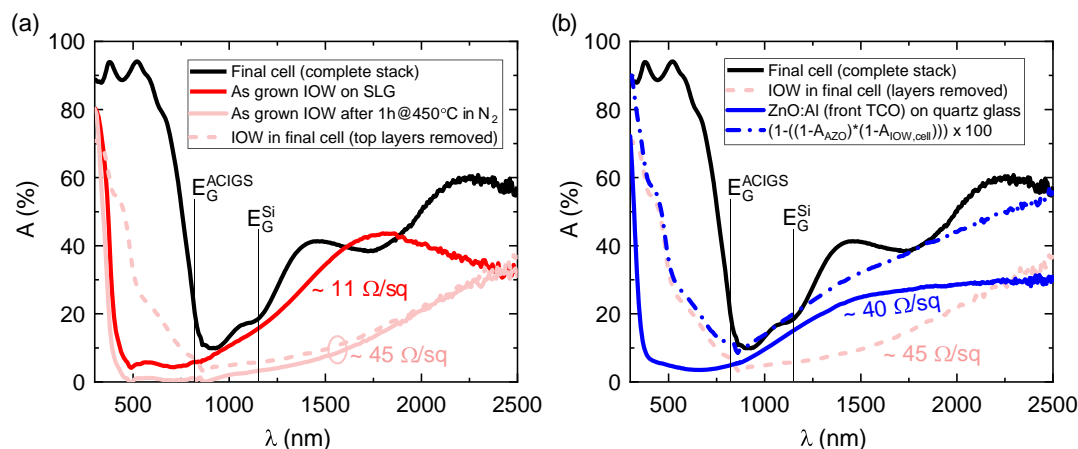 (a)
100
80
60
40
20
0
A (%)
Final cell (complete stack)
As grown IOW on SLG
As grown IOW after 1h@450°C in N₂
IOW in final cell (top layers removed)
E_G^ACIGS
E_G^Si
~ 11 Ω/sq
~ 45 Ω/sq
500
1000
1500
2000
2500
λ (nm)
(b)
100
80
60
40
20
0
A (%)
Final cell (complete stack)
IOW in final cell (layers removed)
ZnO:Al (front TCO) on quartz glass
(1-((1-A_AZO)*(1-A_IOW,cell))) x 100
E_G^ACIGS
E_G^Si
~ 40 Ω/sq
~ 45 Ω/sq
500
1000
1500
2000
2500
λ (nm)